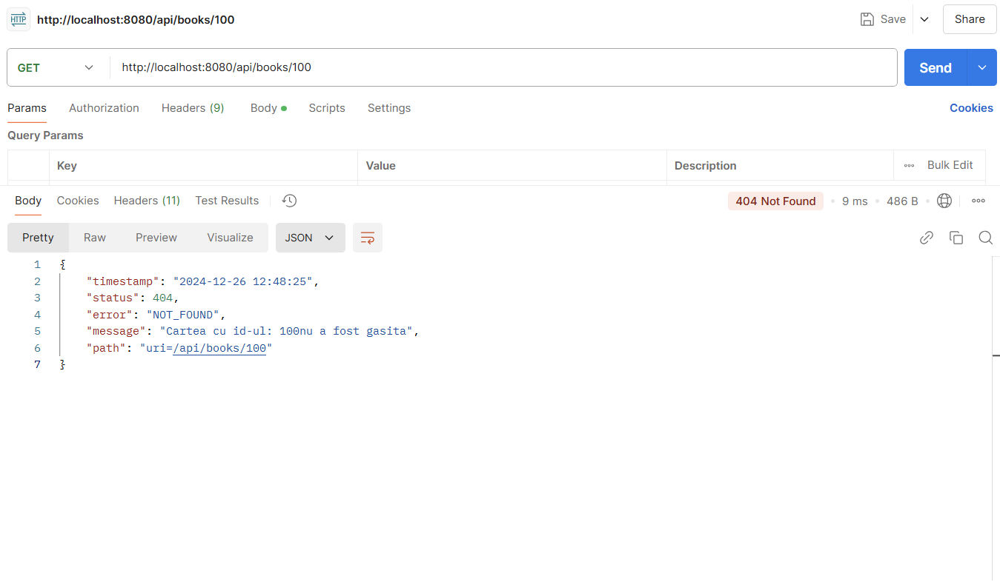 HTTP http://localhost:8080/api/books/100 Save Share
GET http://localhost:8080/api/books/100 Send
Params Authorization Headers (9) Body Scripts Settings Cookies
Query Params
Key Value Description Bulk Edit
Body Cookies Headers (11) Test Results 404 Not Found 9 ms 486 B
Pretty Raw Preview Visualize JSON
1 {
2 "timestamp": "2024-12-26 12:48:25",
3 "status": 404,
4 "error": "NOT_FOUND",
5 "message": "Cartea cu id-ul: 100nu a fost gasita",
6 "path": "uri=/api/books/100"
7 }